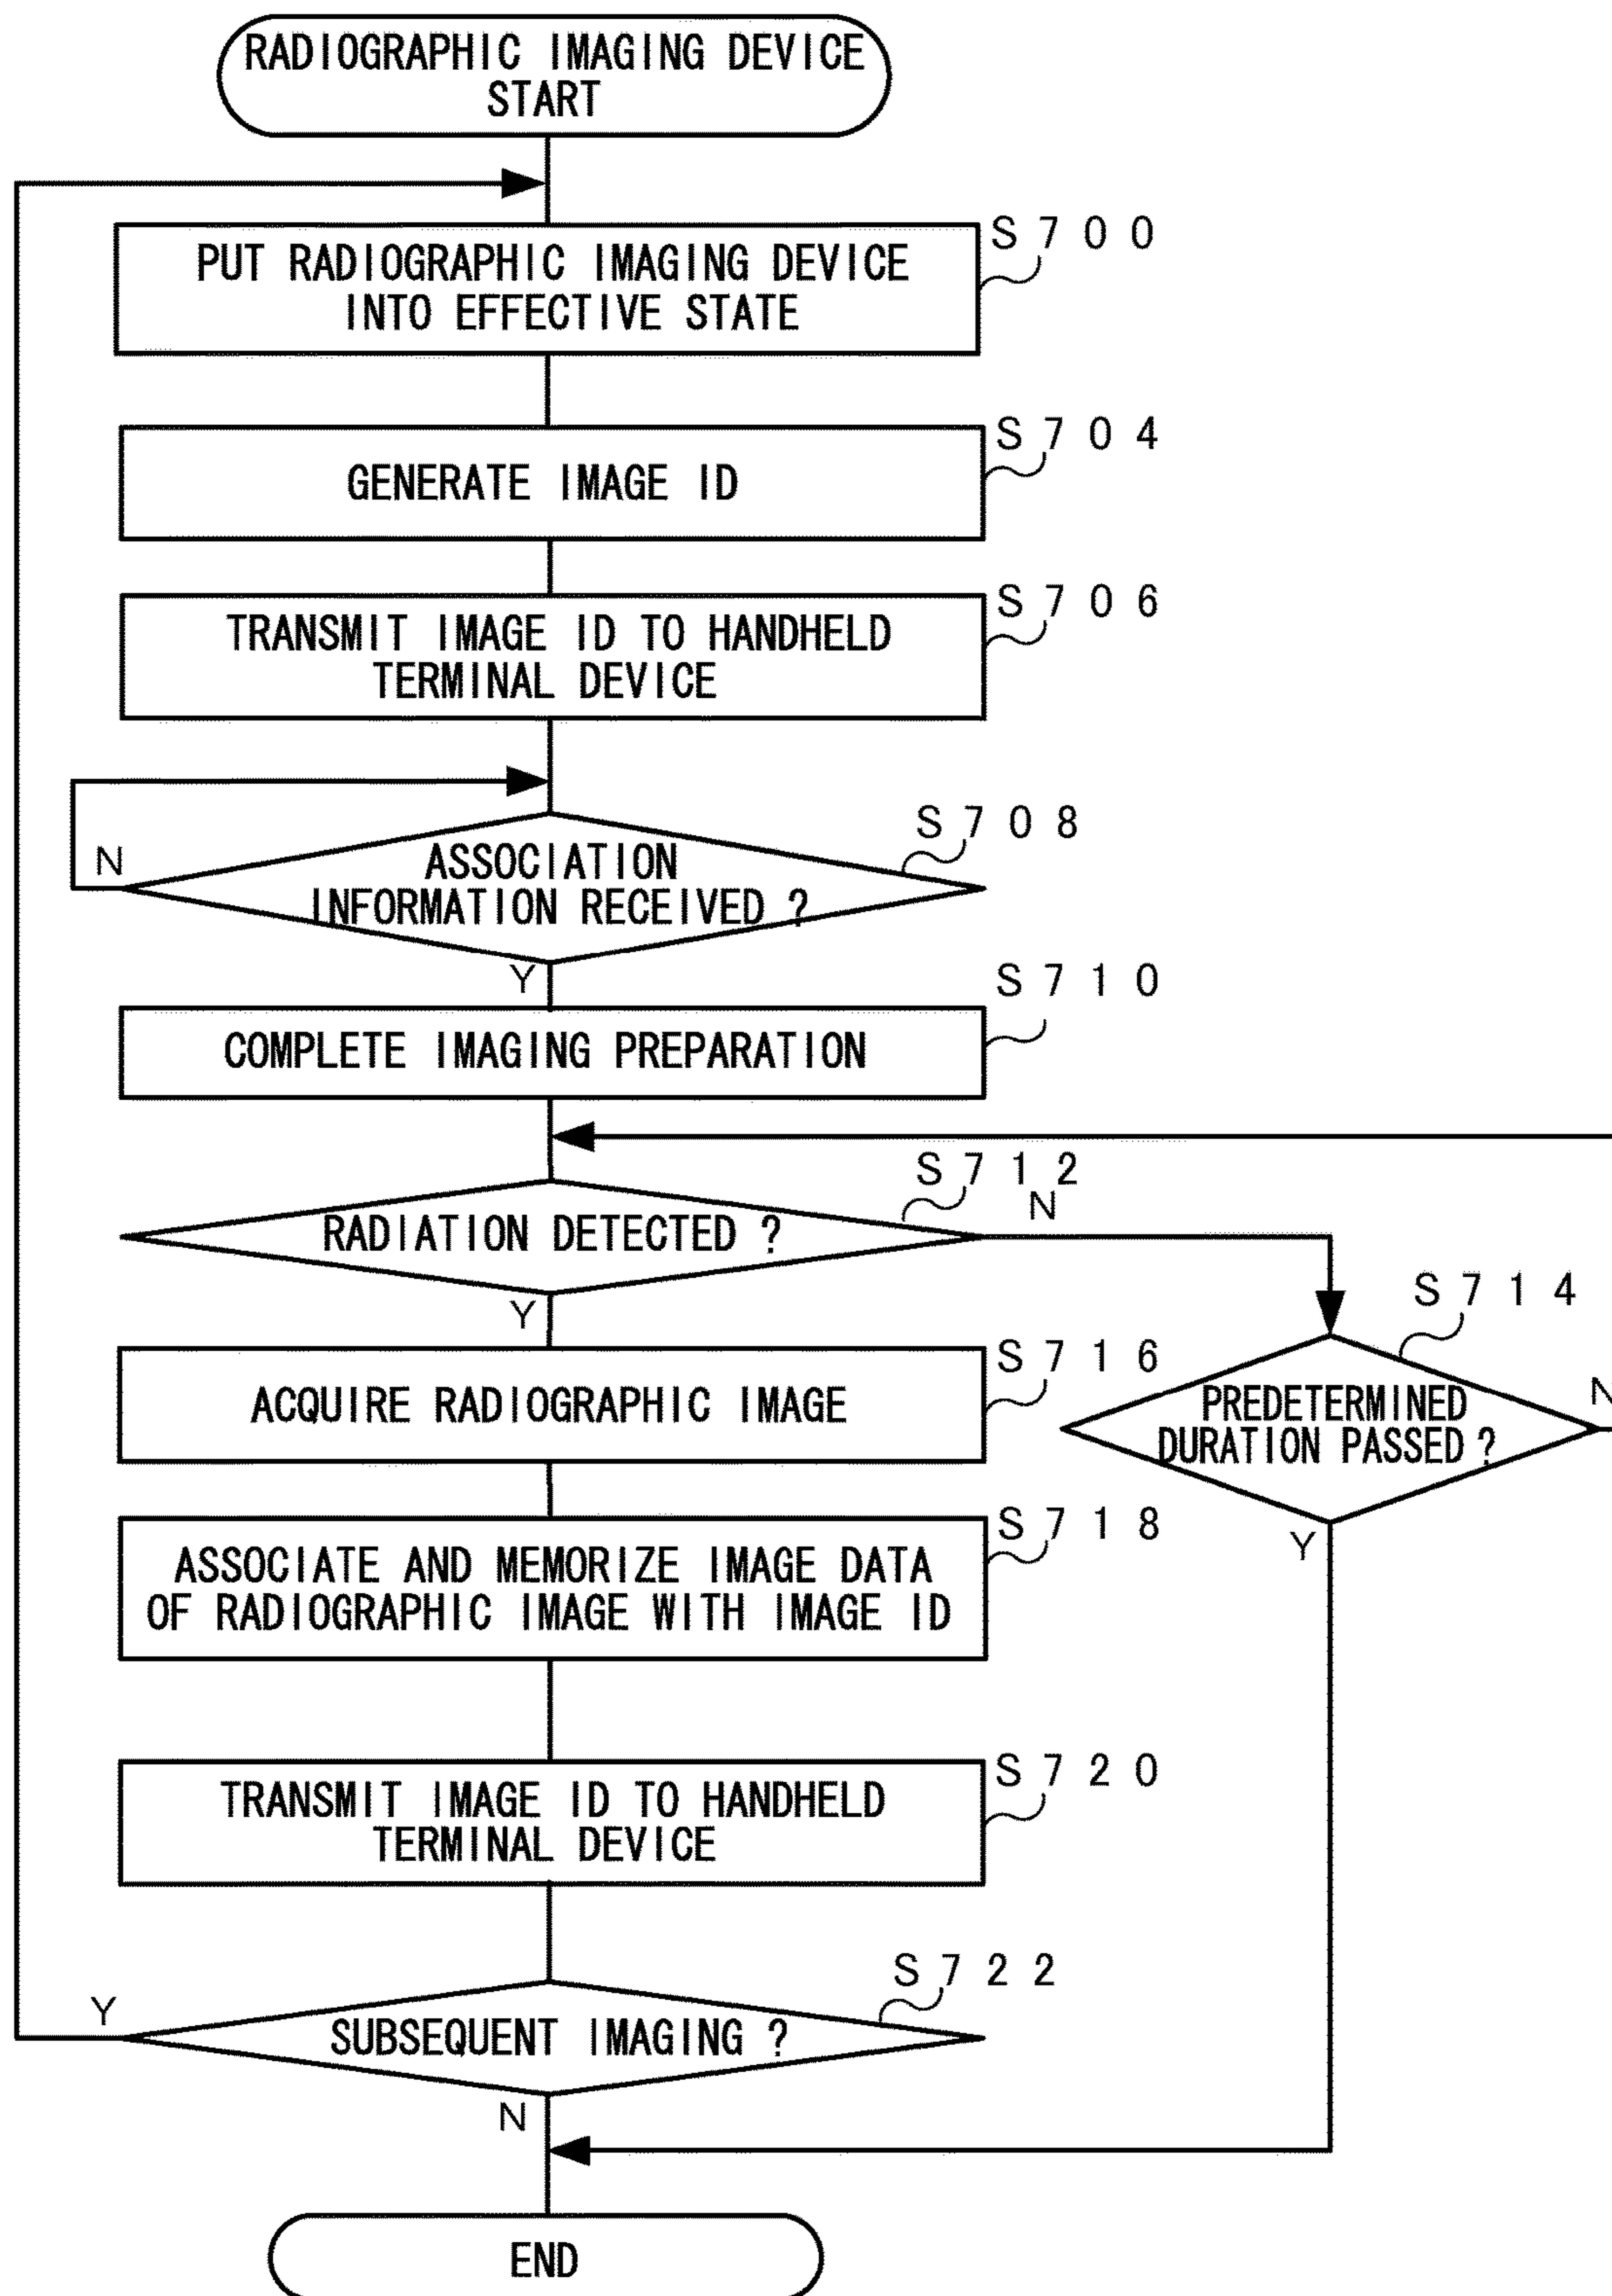 RADIOGRAPHIC IMAGING DEVICE
START
S700
PUT RADIOGRAPHIC IMAGING DEVICE
INTO EFFECTIVE STATE
S704
GENERATE IMAGE ID
S706
TRANSMIT IMAGE ID TO HANDHELD
TERMINAL DEVICE
S708
N
ASSOCIATION
INFORMATION RECEIVED ?
Y
S710
COMPLETE IMAGING PREPARATION
S712
N
RADIATION DETECTED ?
Y
S714
PREDETERMINED
DURATION PASSED ?
N
Y
S716
ACQUIRE RADIOGRAPHIC IMAGE
S718
ASSOCIATE AND MEMORIZE IMAGE DATA
OF RADIOGRAPHIC IMAGE WITH IMAGE ID
S720
TRANSMIT IMAGE ID TO HANDHELD
TERMINAL DEVICE
S722
Y
SUBSEQUENT IMAGING ?
N
END